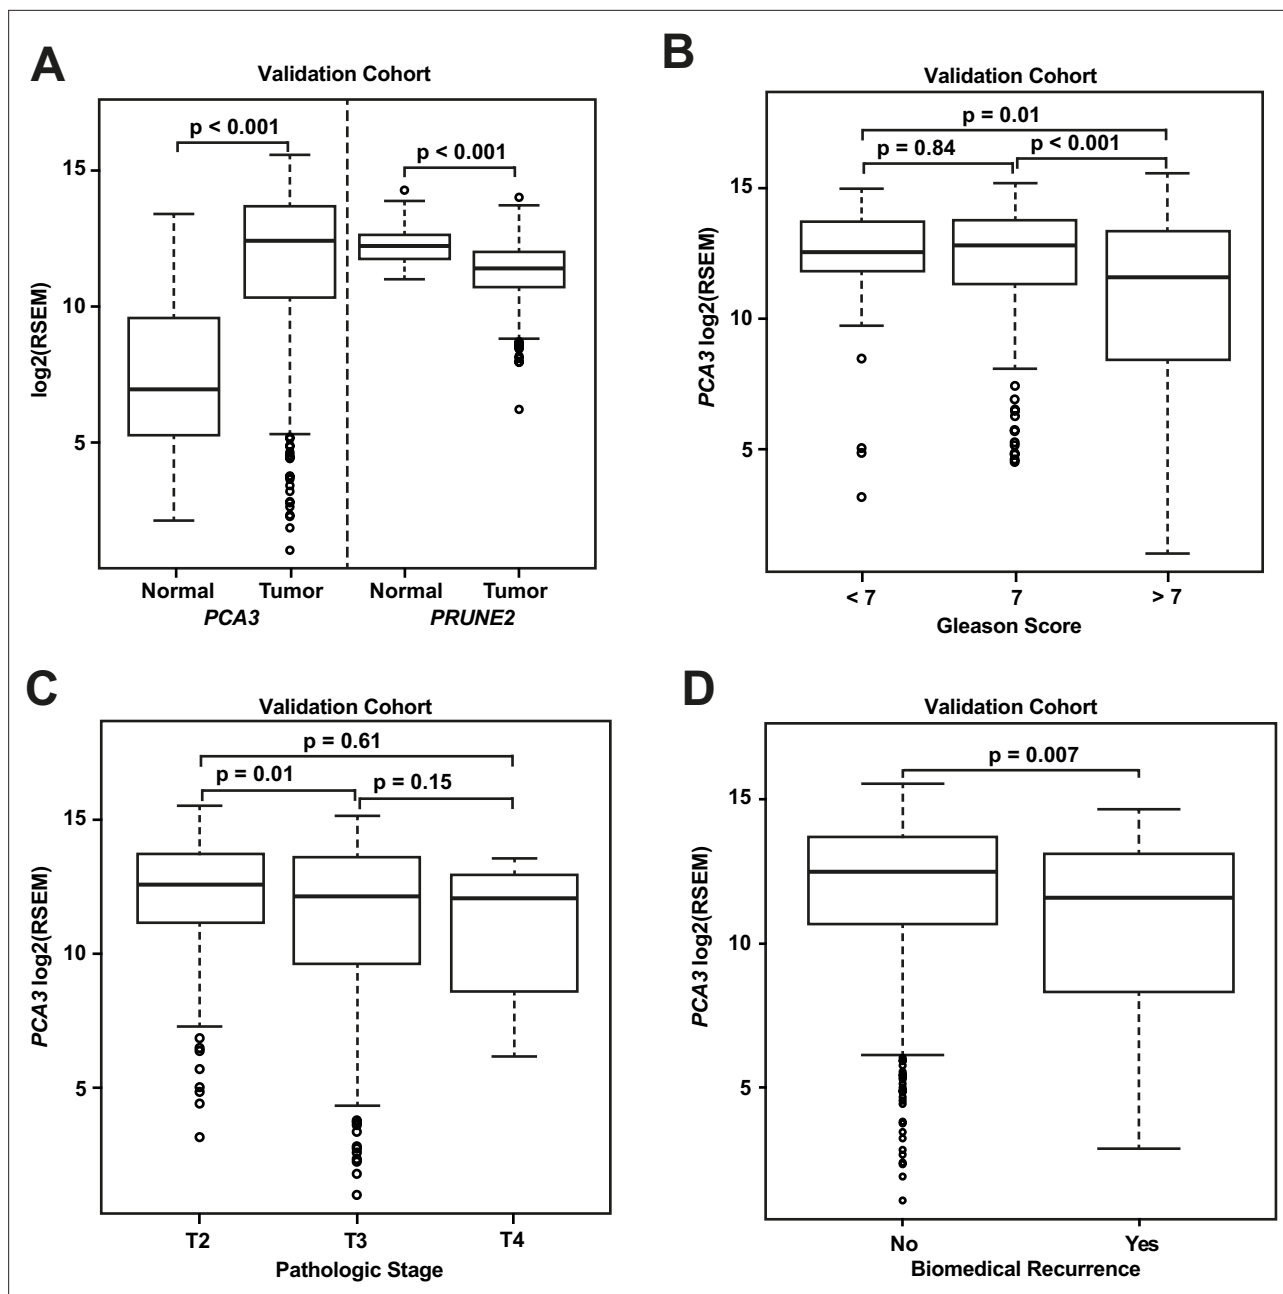 A
Validation Cohort
p < 0.001
p < 0.001
15
10
5
log2(RSEM)
Normal Tumor Normal Tumor
PCA3 PRUNE2
B
Validation Cohort
p = 0.01
p = 0.84 p < 0.001
15
10
5
PCA3 log2(RSEM)
< 7 7 > 7
Gleason Score
C
Validation Cohort
p = 0.61
p = 0.01 p = 0.15
15
10
5
PCA3 log2(RSEM)
T2 T3 T4
Pathologic Stage
D
Validation Cohort
p = 0.007
15
10
5
PCA3 log2(RSEM)
No Yes
Biomedical Recurrence